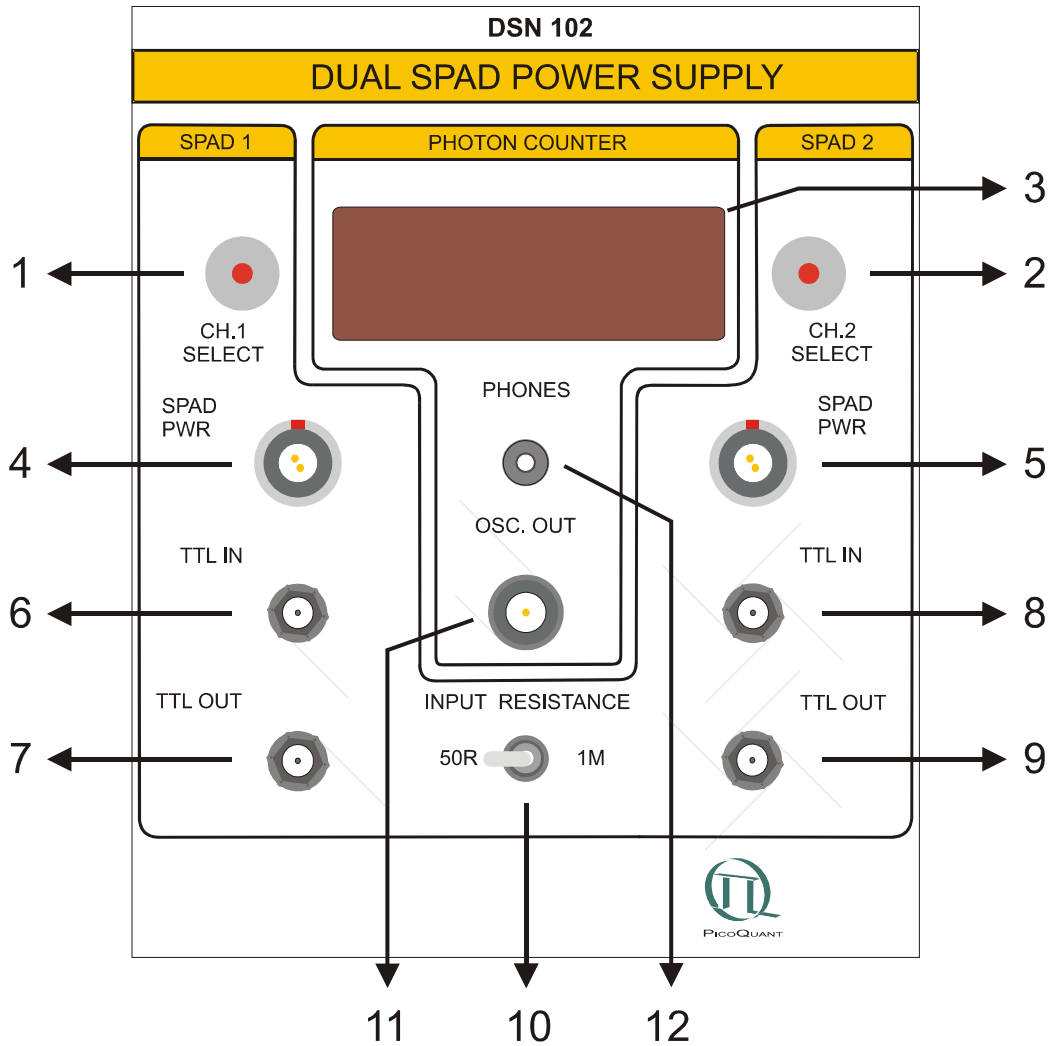 DSN 102
DUAL SPAD POWER SUPPLY
SPAD 1
PHOTON COUNTER
SPAD 2
3
1
2
CH.1
SELECT
CH.2
SELECT
PHONES
SPAD
PWR
SPAD
PWR
4
5
OSC. OUT
TTL IN
TTL IN
6
8
TTL OUT
INPUT RESISTANCE
TTL OUT
7
50R
1M
9
PICOQUANT
11
10
12